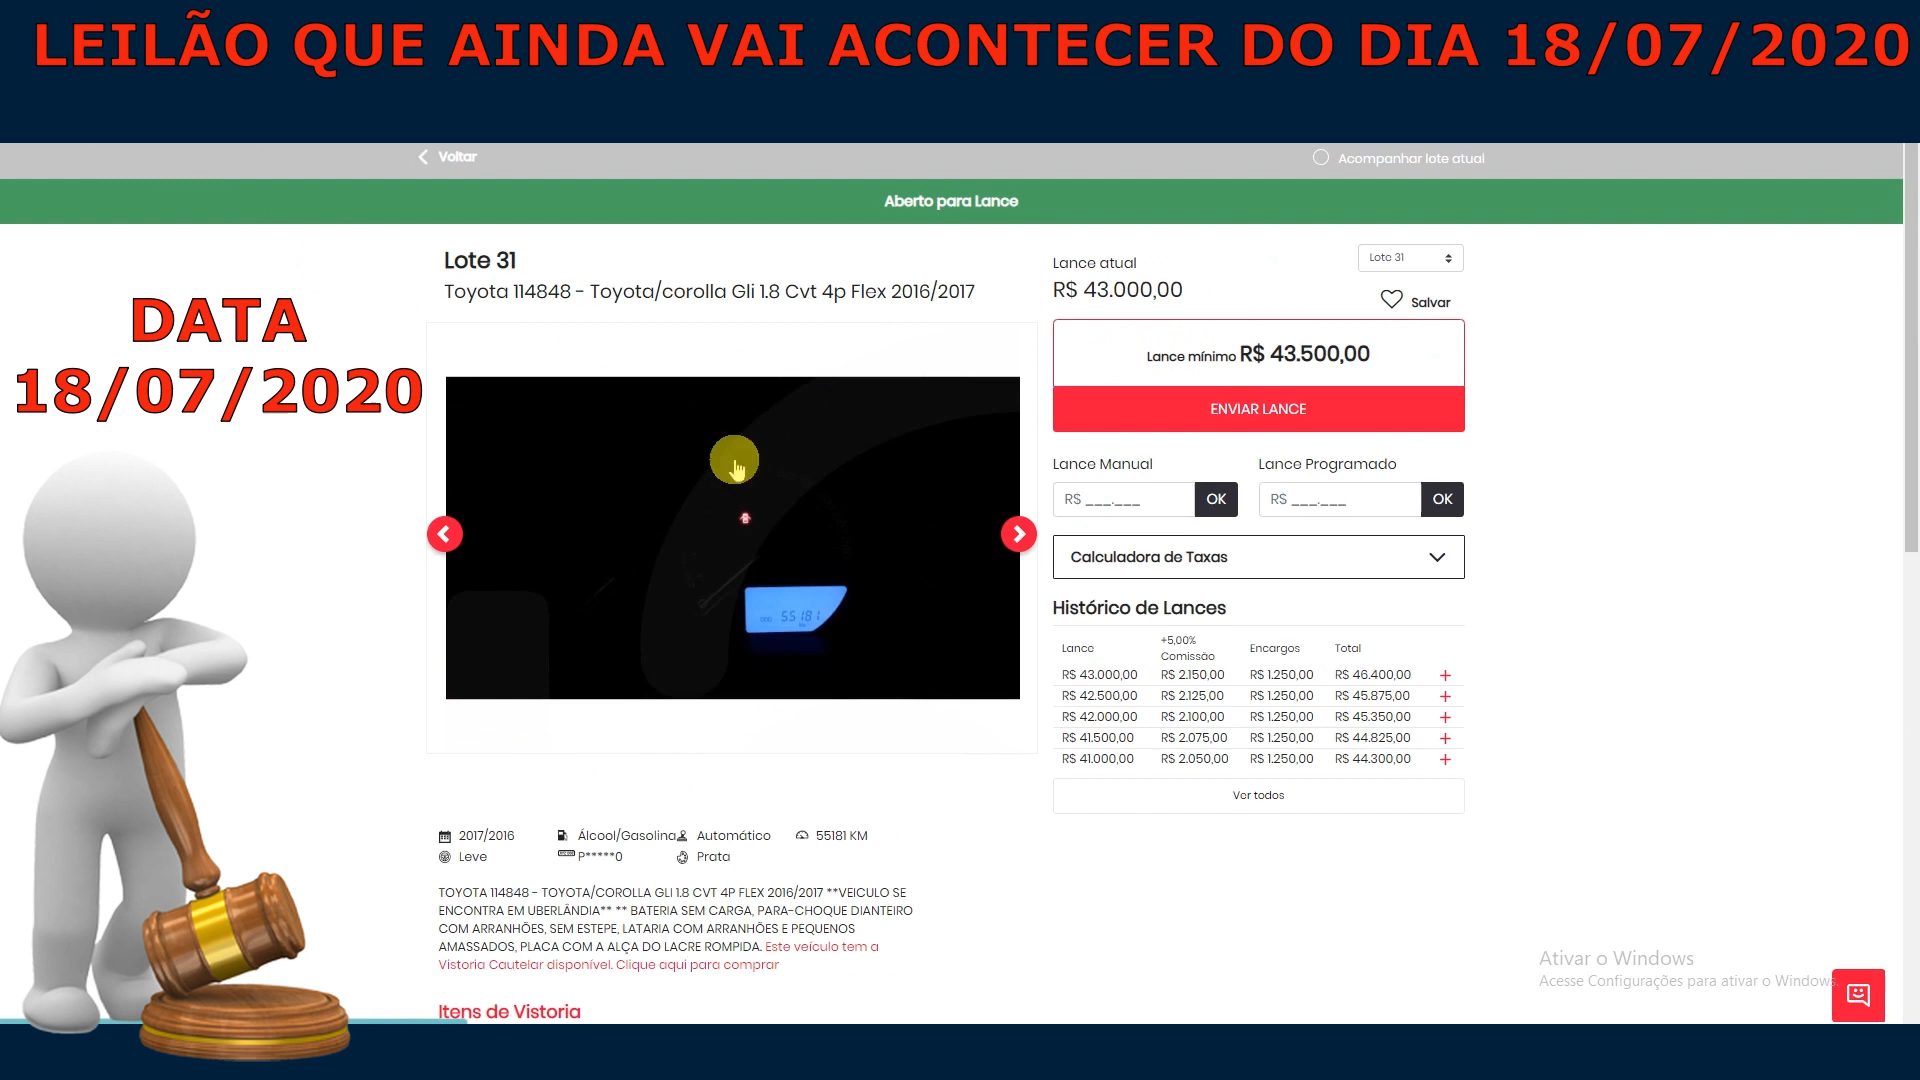 LEILÃO QUE AINDA VAI ACONTECER DO DIA 18/07/2020
Voltar
Acompanhar lote atual
Aberto para Lance
DATA
18/07/2020
Lote 31
Toyota 114848 - Toyota/corolla Gli 1.8 Cvt 4p Flex 2016/2017
55181
Lance atual
R$ 43.000,00
Lote 31
Salvar
Lance mínimo R$ 43.500,00
ENVIAR LANCE
Lance Manual
Lance Programado
R$ ___.___ OK
R$ ___.___ OK
Calculadora de Taxas
Histórico de Lances
Lance +5,00% Comissão Encargos Total
R$ 43.000,00 R$ 2.150,00 R$ 1.250,00 R$ 46.400,00 +
R$ 42.500,00 R$ 2.125,00 R$ 1.250,00 R$ 45.875,00 +
R$ 42.000,00 R$ 2.100,00 R$ 1.250,00 R$ 45.350,00 +
R$ 41.500,00 R$ 2.075,00 R$ 1.250,00 R$ 44.825,00 +
R$ 41.000,00 R$ 2.050,00 R$ 1.250,00 R$ 44.300,00 +
Ver todos
2017/2016 Álcool/Gasolina Automático 55181 KM
Leve P*****0 Prata
TOYOTA 114848 - TOYOTA/COROLLA GLI 1.8 CVT 4P FLEX 2016/2017 **VEICULO SE
ENCONTRA EM UBERLÂNDIA** ** BATERIA SEM CARGA, PARA-CHOQUE DIANTEIRO
COM ARRANHÕES, SEM ESTEPE, LATARIA COM ARRANHÕES E PEQUENOS
AMASSADOS, PLACA COM A ALÇA DO LACRE ROMPIDA. Este veículo tem a
Vistoria Cautelar disponível. Clique aqui para comprar
Itens de Vistoria
Ativar o Windows
Acesse Configurações para ativar o Windows.